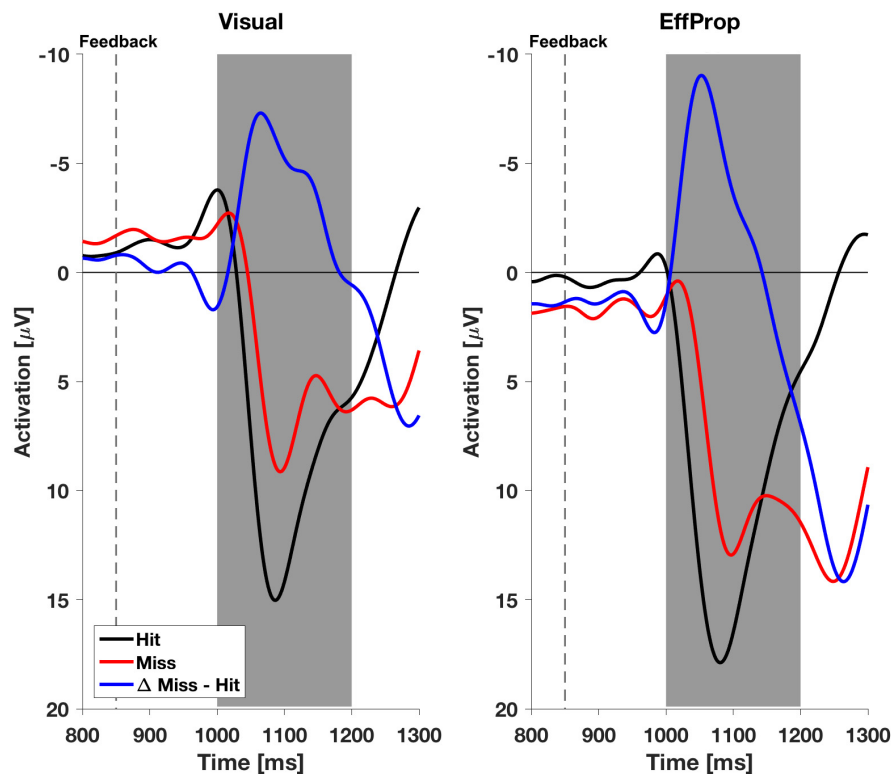 Visual
Feedback
-10
-5
0
5
10
15
20
Activation [μV]
800 900 1000 1100 1200 1300
Time [ms]
Hit
Miss
Δ Miss - Hit
EffProp
Feedback
-10
-5
0
5
10
15
20
Activation [μV]
800 900 1000 1100 1200 1300
Time [ms]